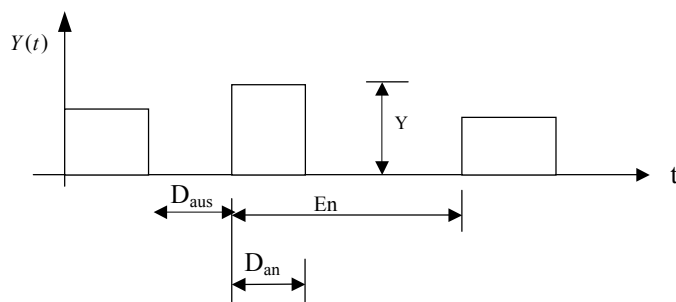 Y(t)
Y
t
D_aus
En
D_an